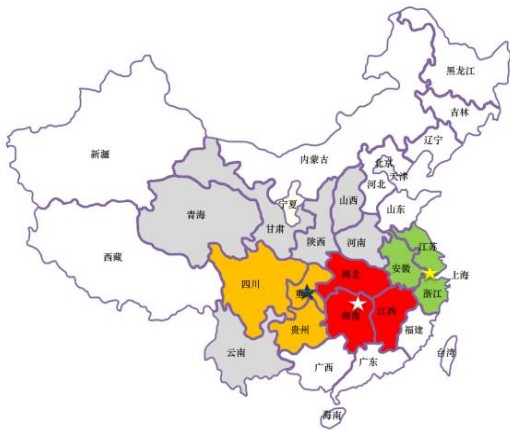 黑龙江
吉林
辽宁
新疆
内蒙古
北京
天津
河北
宁夏
山西
山东
青海
甘肃
陕西
河南
江苏
西藏
四川
湖北
安徽
上海
浙江
湖南
江西
贵州
福建
云南
广西
广东
台湾
海南